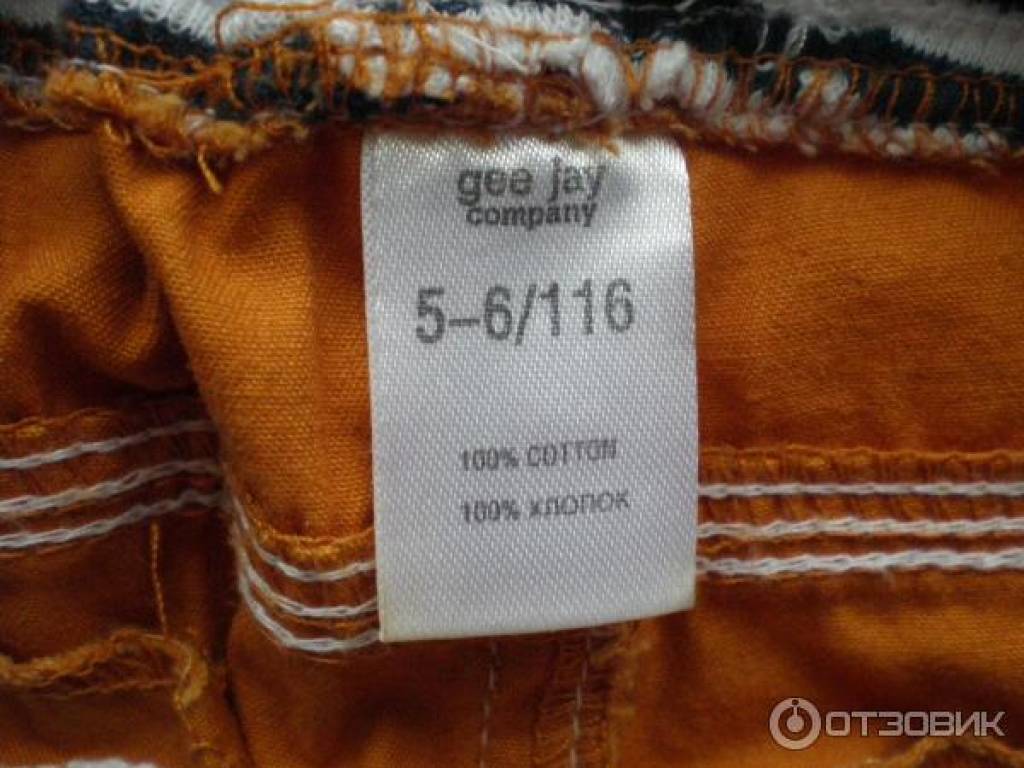 gee jay
company
5–6/116
100% COTTON
100% ХЛОПОК
ОТЗОВИК